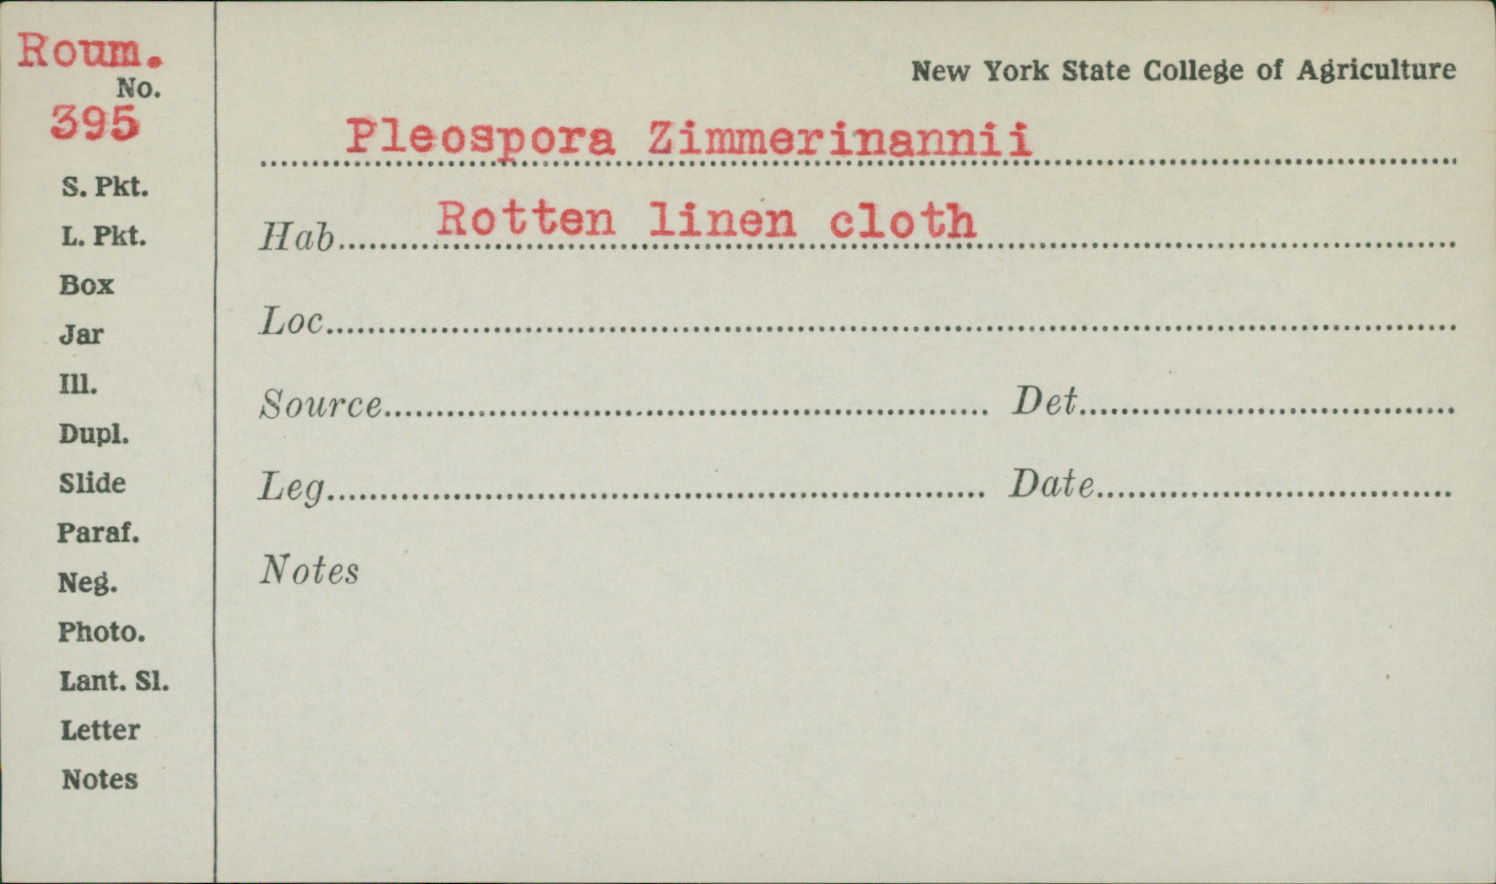 Roum.
No.
395
S. Pkt.
L. Pkt.
Box
Jar
Ill.
Dupl.
Slide
Paraf.
Neg.
Photo.
Lant. Sl.
Letter
Notes
New York State College of Agriculture
Pleospora Zimmerinannii
Hab. Rotten linen cloth
Loc.
Source Det.
Leg. Date
Notes